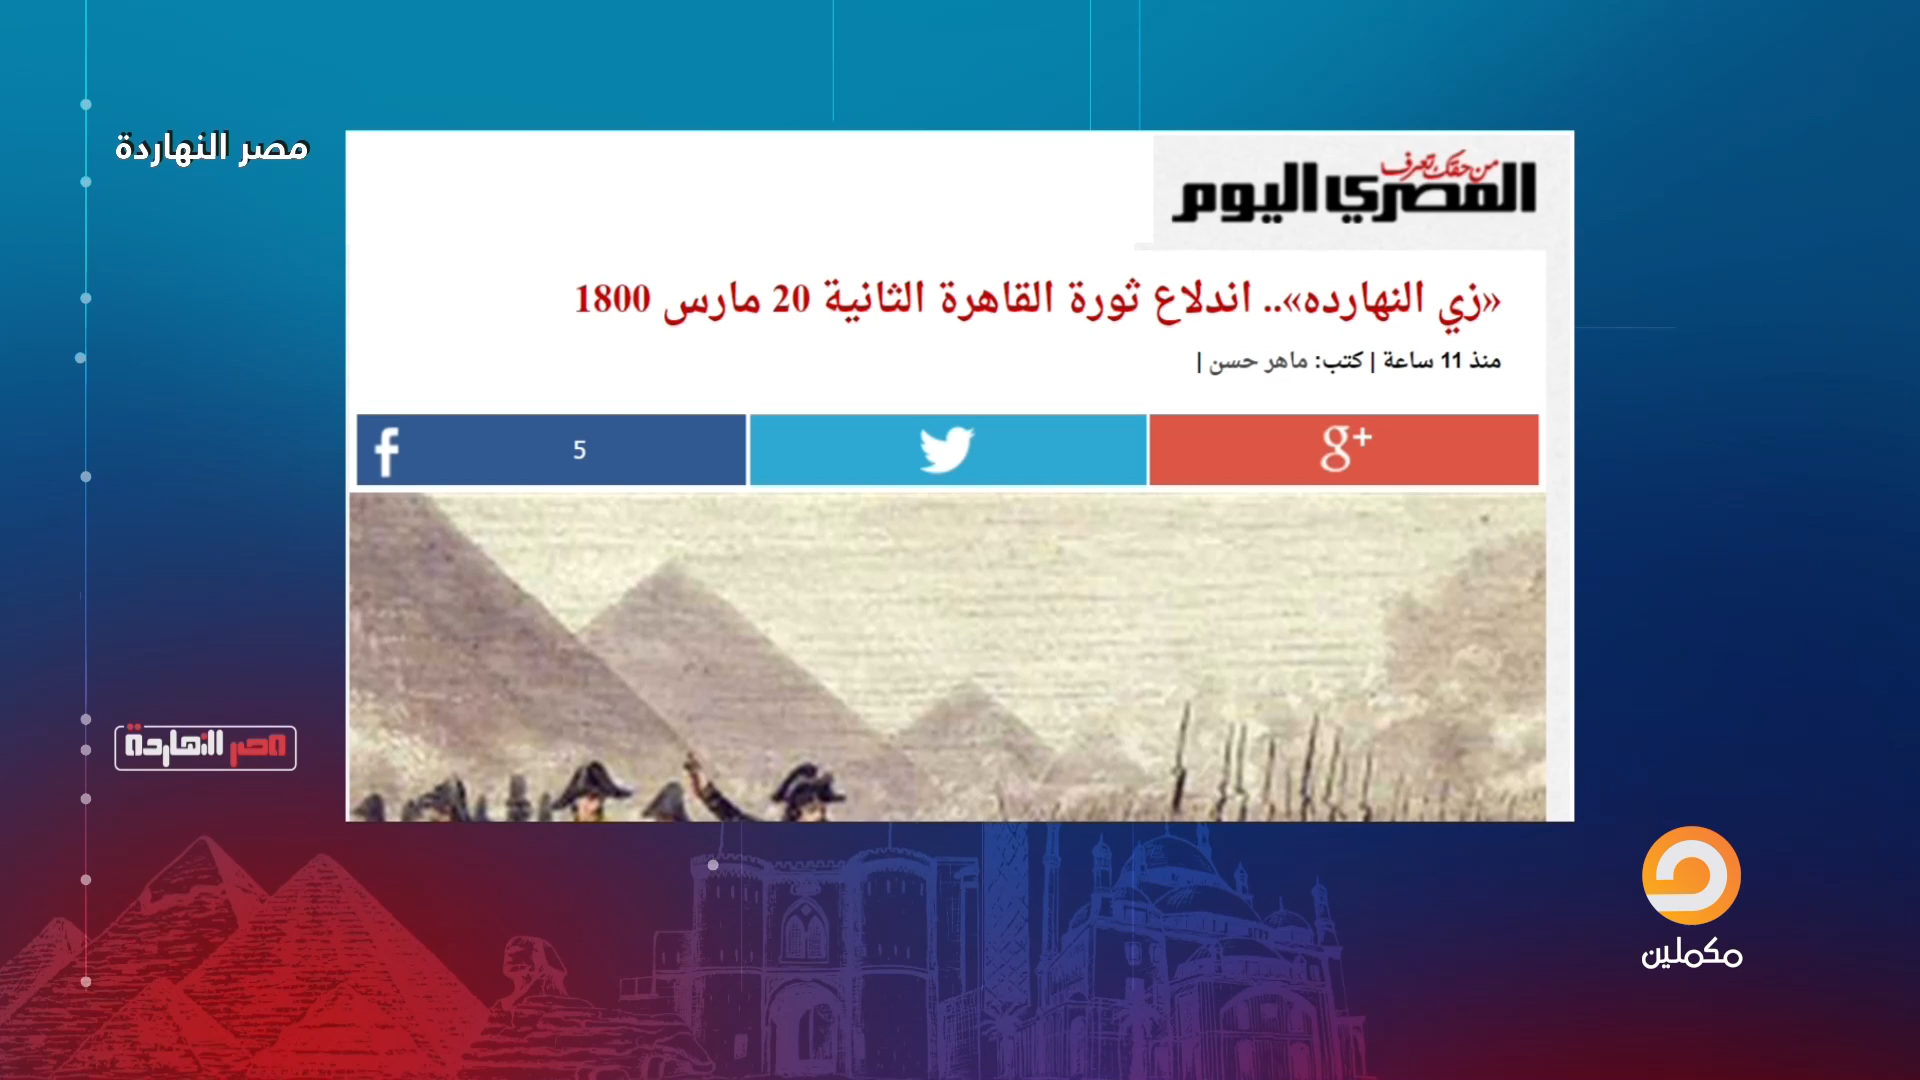 مصر النهاردة
من حقك تعرف
المصري اليوم
«زي النهارده».. اندلاع ثورة القاهرة الثانية 20 مارس 1800
منذ 11 ساعة | كتب: ماهر حسن |
f 5
g+
مصر النهاردة
مكملين